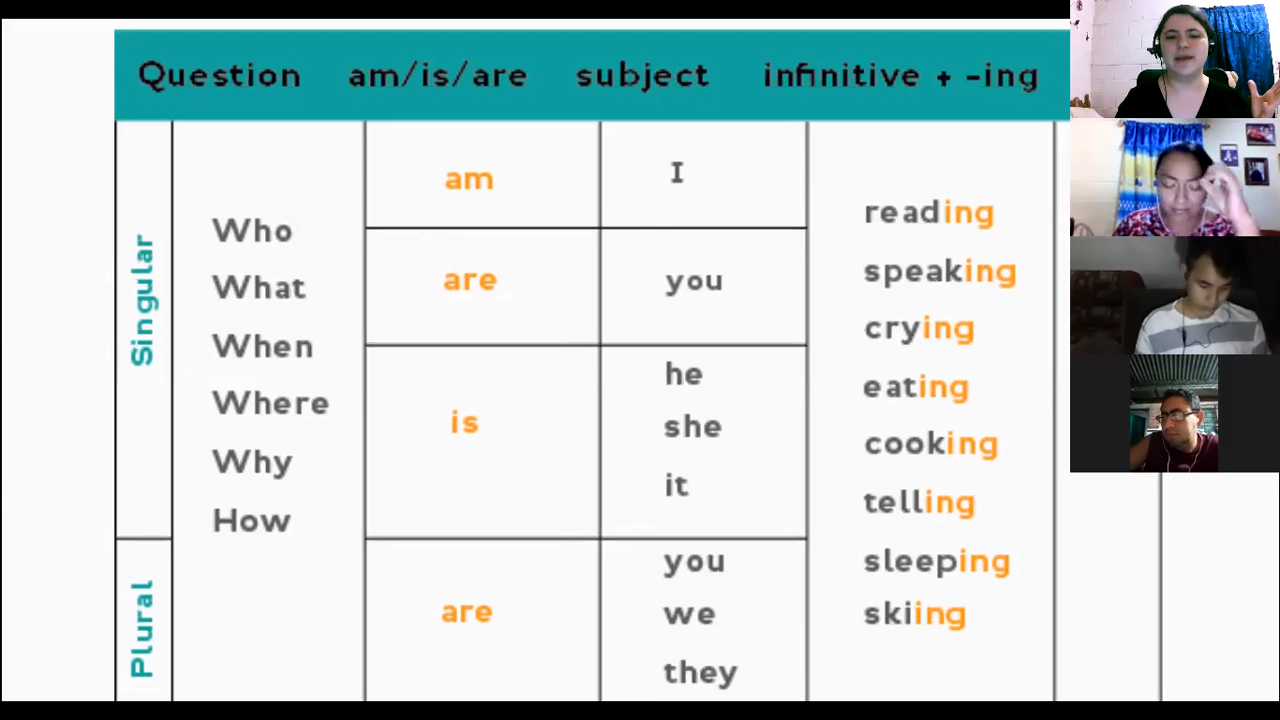 Question am/is/are subject infinitive + -ing
Singular
Who
What
When
Where
Why
How
am
are
is
I
you
he
she
it
reading
speaking
crying
eating
cooking
telling
sleeping
skiing
Plural
are
you
we
they